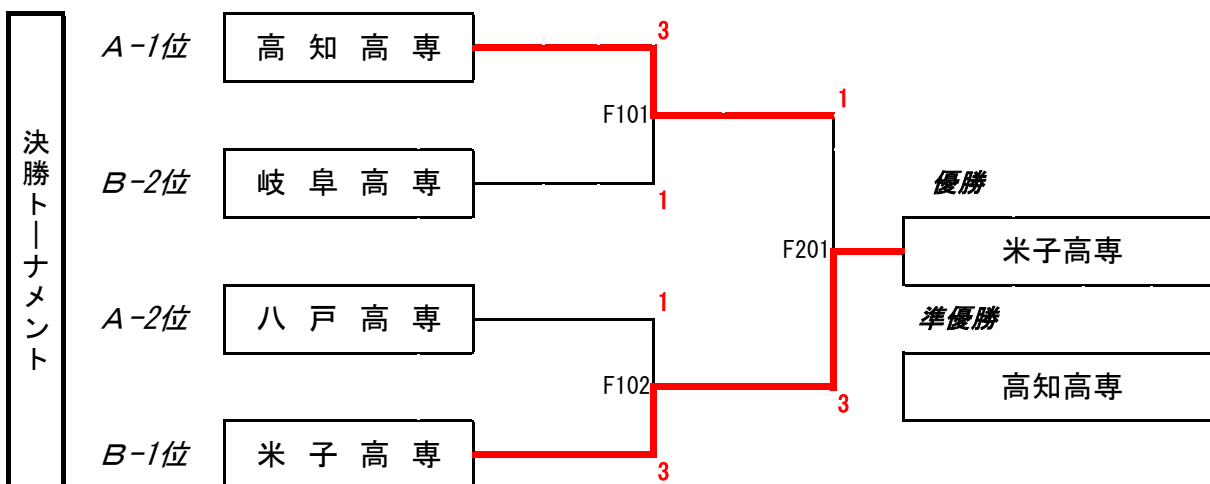 決勝トーナメント
A-1位
高知高専
3
F101
1
B-2位
岐阜高専
1
優勝
F201
米子高専
A-2位
八戸高専
1
準優勝
F102
3
高知高専
B-1位
米子高専
3